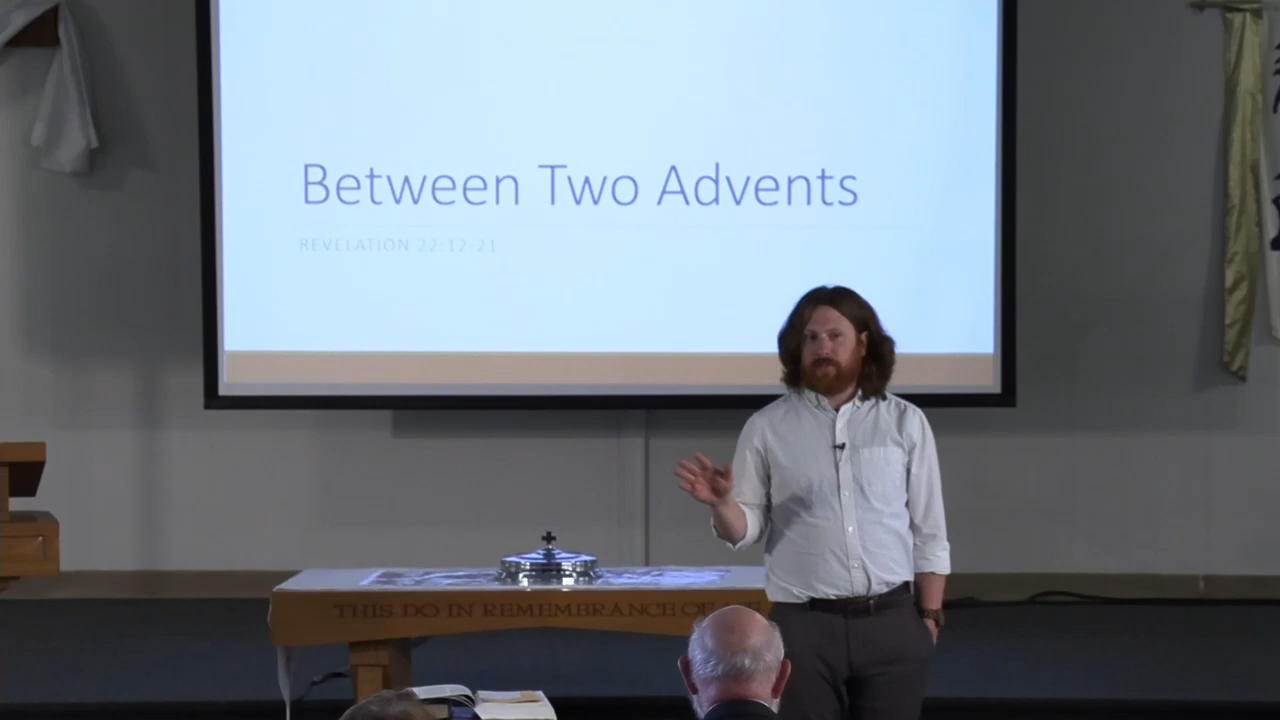 Between Two Advents
REVELATION 22:12-21
THIS DO IN REMEMBRANCE OF